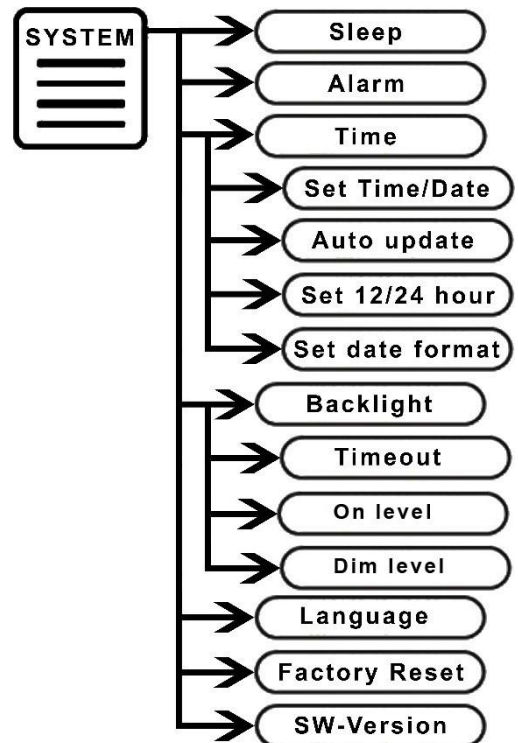 SYSTEM
Sleep
Alarm
Time
Set Time/Date
Auto update
Set 12/24 hour
Set date format
Backlight
Timeout
On level
Dim level
Language
Factory Reset
SW-Version